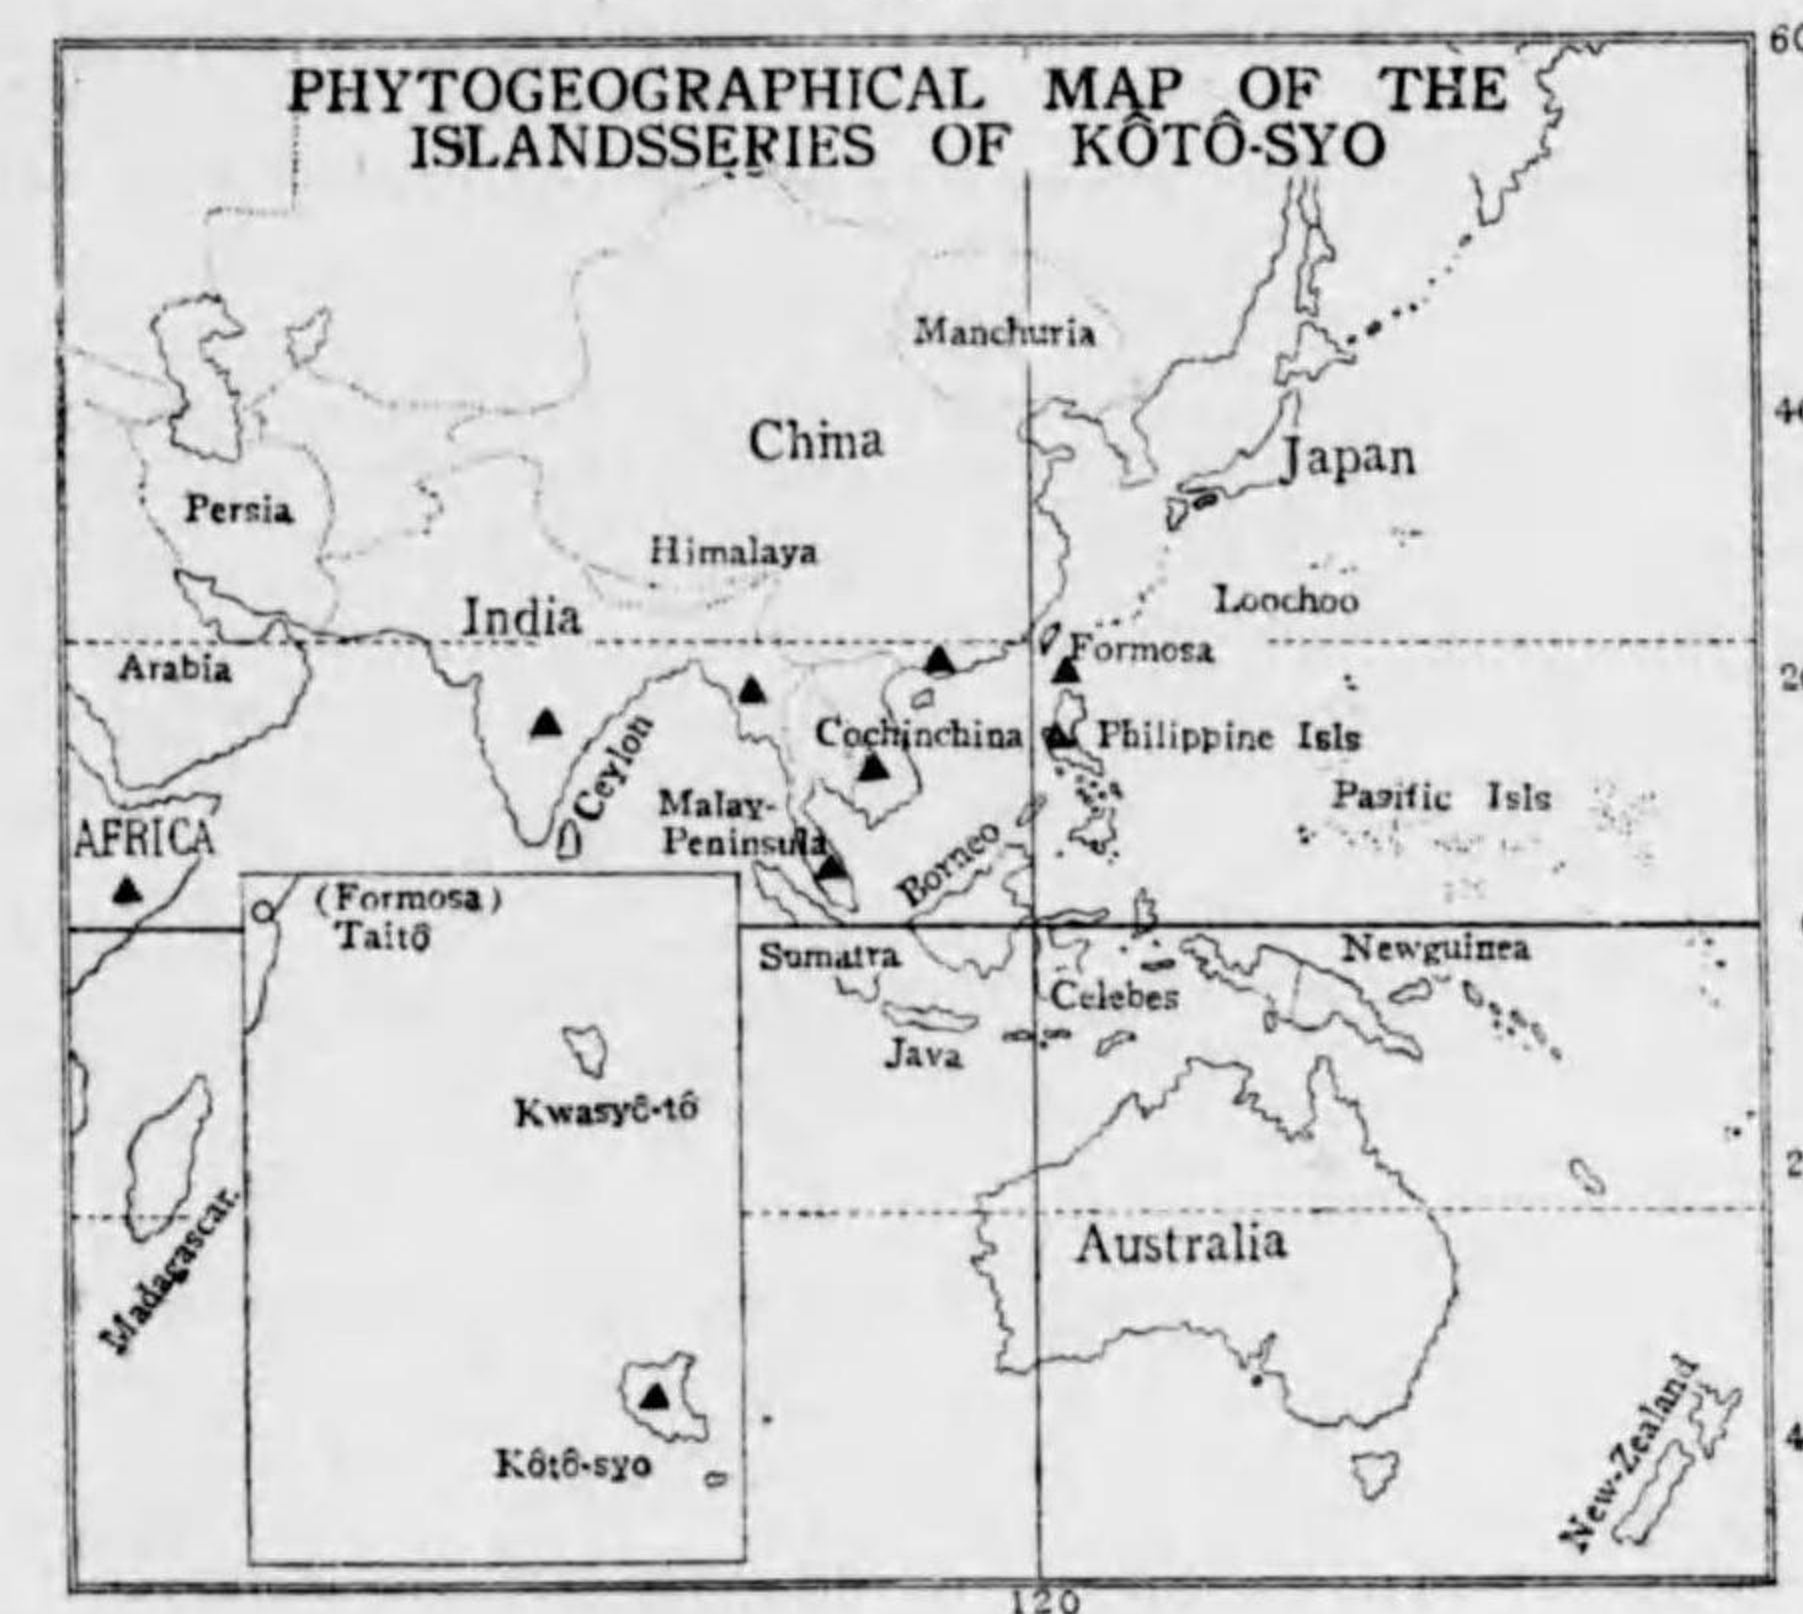 PHYTOGEOGRAPHICAL MAP OF THE
ISLANDSSERIES OF KÔTÔ-SYO
Manchuria
China
Japan
Persia
Himalaya
India
Loochoo
Formosa
Arabia
Cochinchina
Philippine Isls
Ceylon
Malay-
Peninsula
Pacific Isls
AFRICA
Borneo
(Formosa)
Taitô
Sumatra
Newguinea
Celebes
Java
Kwasyô-tô
Madagascar.
Australia
Kôtô-syo
New-Zealand
120